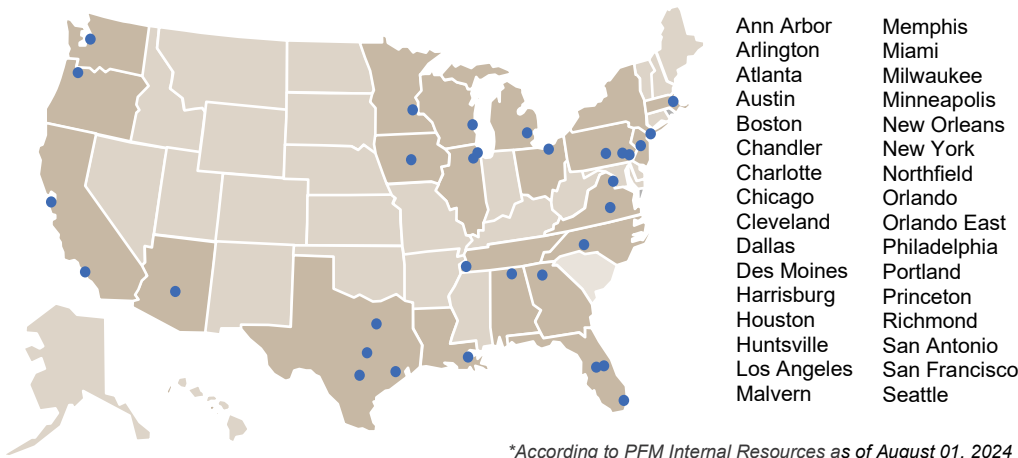 Ann Arbor
Arlington
Atlanta
Austin
Boston
Chandler
Charlotte
Chicago
Cleveland
Dallas
Des Moines
Harrisburg
Houston
Huntsville
Los Angeles
Malvern
Memphis
Miami
Milwaukee
Minneapolis
New Orleans
New York
Northfield
Orlando
Orlando East
Philadelphia
Portland
Princeton
Richmond
San Antonio
San Francisco
Seattle
*According to PFM Internal Resources as of August 01, 2024